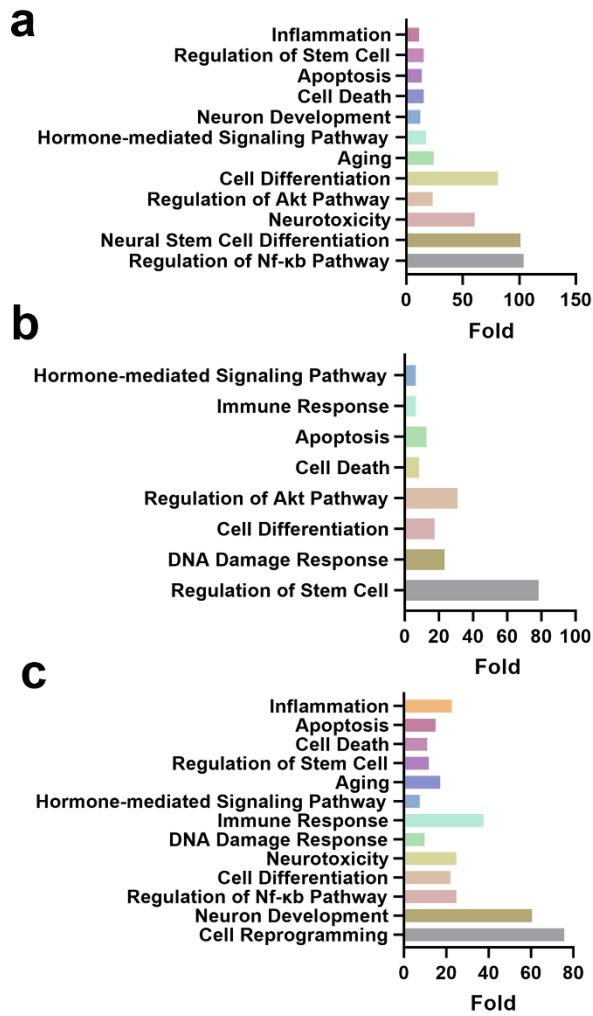 a
Inflammation
Regulation of Stem Cell
Apoptosis
Cell Death
Neuron Development
Hormone-mediated Signaling Pathway
Aging
Cell Differentiation
Regulation of Akt Pathway
Neurotoxicity
Neural Stem Cell Differentiation
Regulation of Nf-κb Pathway
0 50 100 150
Fold
b
Hormone-mediated Signaling Pathway
Immune Response
Apoptosis
Cell Death
Regulation of Akt Pathway
Cell Differentiation
DNA Damage Response
Regulation of Stem Cell
0 20 40 60 80 100
Fold
c
Inflammation
Apoptosis
Cell Death
Regulation of Stem Cell
Aging
Hormone-mediated Signaling Pathway
Immune Response
DNA Damage Response
Neurotoxicity
Cell Differentiation
Regulation of Nf-κb Pathway
Neuron Development
Cell Reprogramming
0 20 40 60 80
Fold